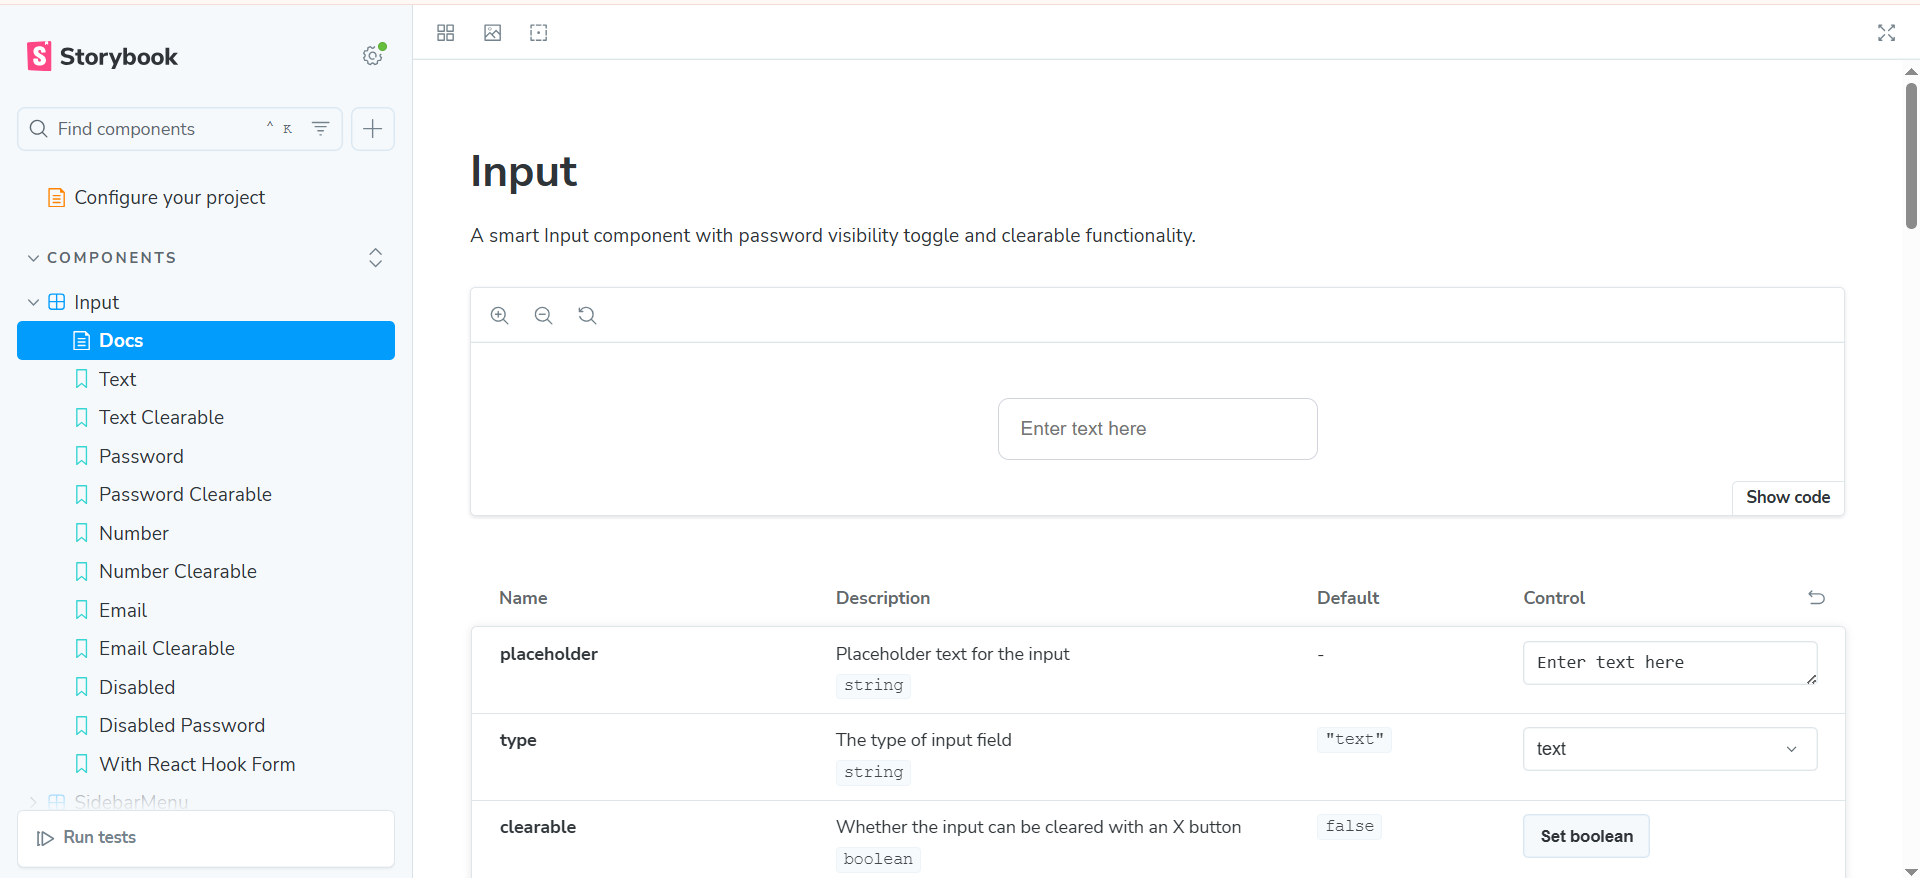 Storybook
Find components
^ K
Configure your project
COMPONENTS
Input
Docs
Text
Text Clearable
Password
Password Clearable
Number
Number Clearable
Email
Email Clearable
Disabled
Disabled Password
With React Hook Form
SidebarMenu
Run tests
Input
A smart Input component with password visibility toggle and clearable functionality.
Enter text here
Show code
Name Description Default Control
placeholder Placeholder text for the input - Enter text here
string
type The type of input field "text" text
string
clearable Whether the input can be cleared with an X button false Set boolean
boolean